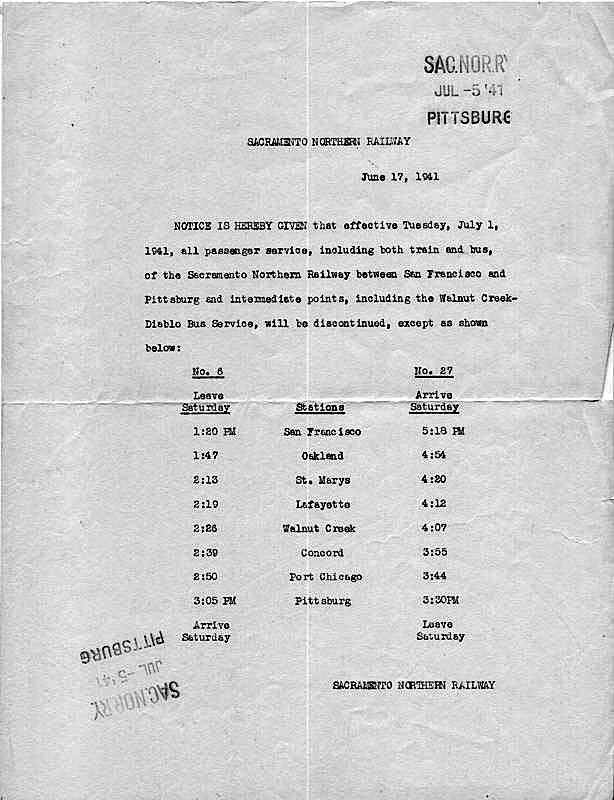 SAC.NOR.RY
JUL -5 '41
PITTSBURG
SACRAMENTO NORTHERN RAILWAY
June 17, 1941
NOTICE IS HEREBY GIVEN that effective Tuesday, July 1,
1941, all passenger service, including both train and bus,
of the Sacramento Northern Railway between San Francisco and
Pittsburg and intermediate points, including the Walnut Creek-
Diablo Bus Service, will be discontinued, except as shown
below:
No. 6 No. 27
Leave Arrive
Saturday Stations Saturday
1:20 PM San Francisco 5:18 PM
1:47 Oakland 4:54
2:13 St. Marys 4:20
2:19 Lafayette 4:12
2:26 Walnut Creek 4:07
2:39 Concord 3:55
2:50 Port Chicago 3:44
3:05 PM Pittsburg 3:30PM
Arrive Leave
Saturday Saturday
SACRAMENTO NORTHERN RAILWAY
SAC.NOR.RY.
JUL -5 '41
PITTSBURG